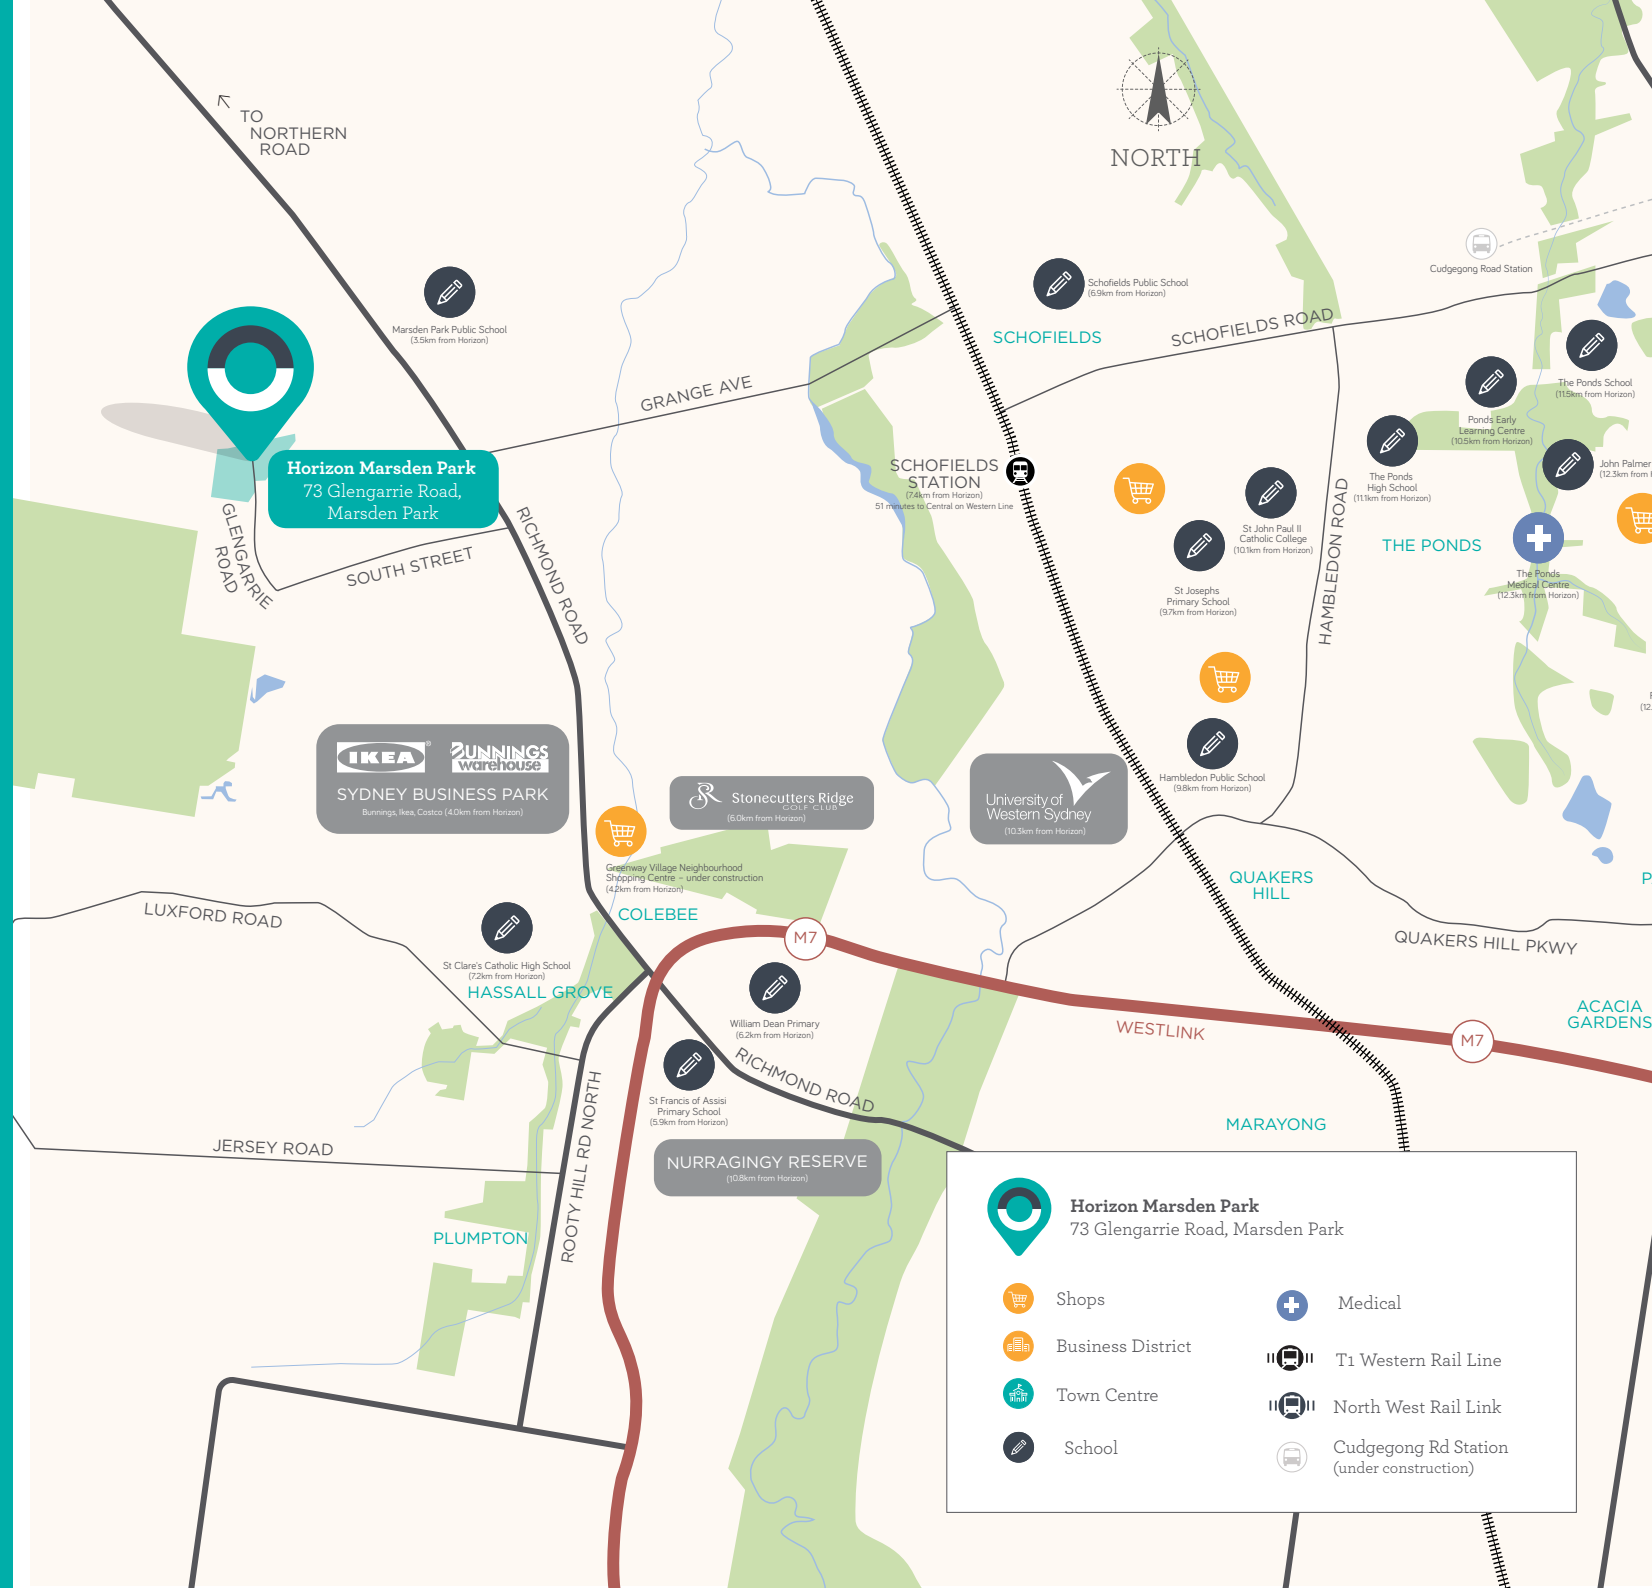 TO
NORTHERN
ROAD
NORTH
Cudgegong Road Station
Schofields Public School
(6.9km from Horizon)
Marsden Park Public School
(3.5km from Horizon)
SCHOFIELDS
SCHOFIELDS ROAD
The Ponds School
(11.5km from Horizon)
GRANGE AVE
Ponds Early
Learning Centre
(10.5km from Horizon)
Horizon Marsden Park
73 Glengarrie Road,
Marsden Park
SCHOFIELDS
STATION
(7.4km from Horizon)
51 minutes to Central on Western Line
The Ponds
High School
(11.1km from Horizon)
John Palmer
(12.3km from
GLENGARRIE
ROAD
SOUTH STREET
RICHMOND ROAD
St John Paul II
Catholic College
(10.1km from Horizon)
HAMBLEDON ROAD
THE PONDS
St Josephs
Primary School
(9.7km from Horizon)
The Ponds
Medical Centre
(12.3km from Horizon)
(12.
IKEA®
BUNNINGS
warehouse
SYDNEY BUSINESS PARK
Bunnings, Ikea, Costco (4.0km from Horizon)
Stonecutters Ridge
GOLF CLUB
(6.0km from Horizon)
University of
Western Sydney
(10.3km from Horizon)
Hambledon Public School
(9.8km from Horizon)
Greenway Village Neighbourhood
Shopping Centre – under construction
(4.2km from Horizon)
COLEBEE
QUAKERS
HILL
P
LUXFORD ROAD
M7
QUAKERS HILL PKWY
St Clare's Catholic High School
(7.2km from Horizon)
HASSALL GROVE
William Dean Primary
(6.2km from Horizon)
WESTLINK
M7
ACACIA
GARDENS
RICHMOND ROAD
St Francis of Assisi
Primary School
(5.9km from Horizon)
MARAYONG
JERSEY ROAD
ROOTY HILL RD NORTH
NURRAGINGY RESERVE
(10.8km from Horizon)
PLUMPTON
Horizon Marsden Park
73 Glengarrie Road, Marsden Park
Shops
Business District
Town Centre
School
Medical
T1 Western Rail Line
North West Rail Link
Cudgegong Rd Station
(under construction)